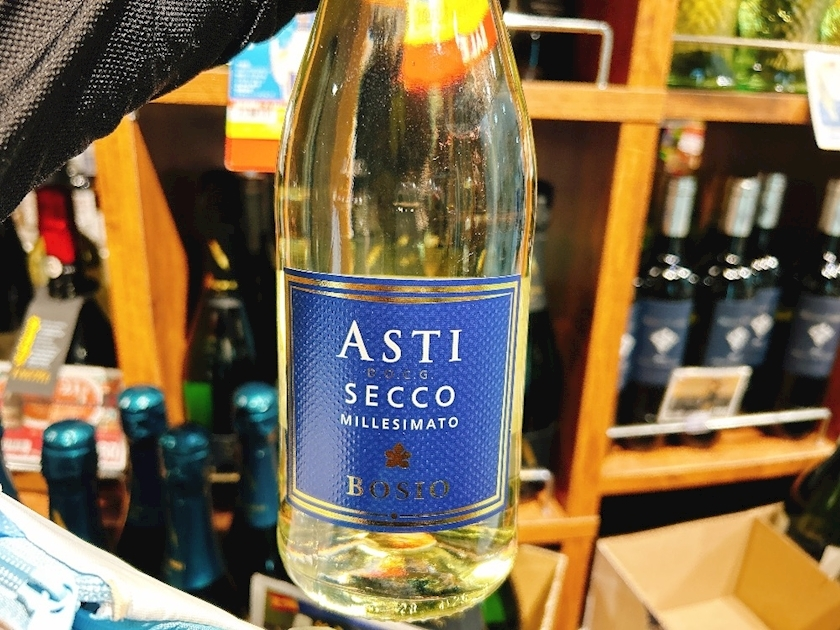 ASTI
D.O.C.G.
SECCO
MILLESIMATO
BOSIO